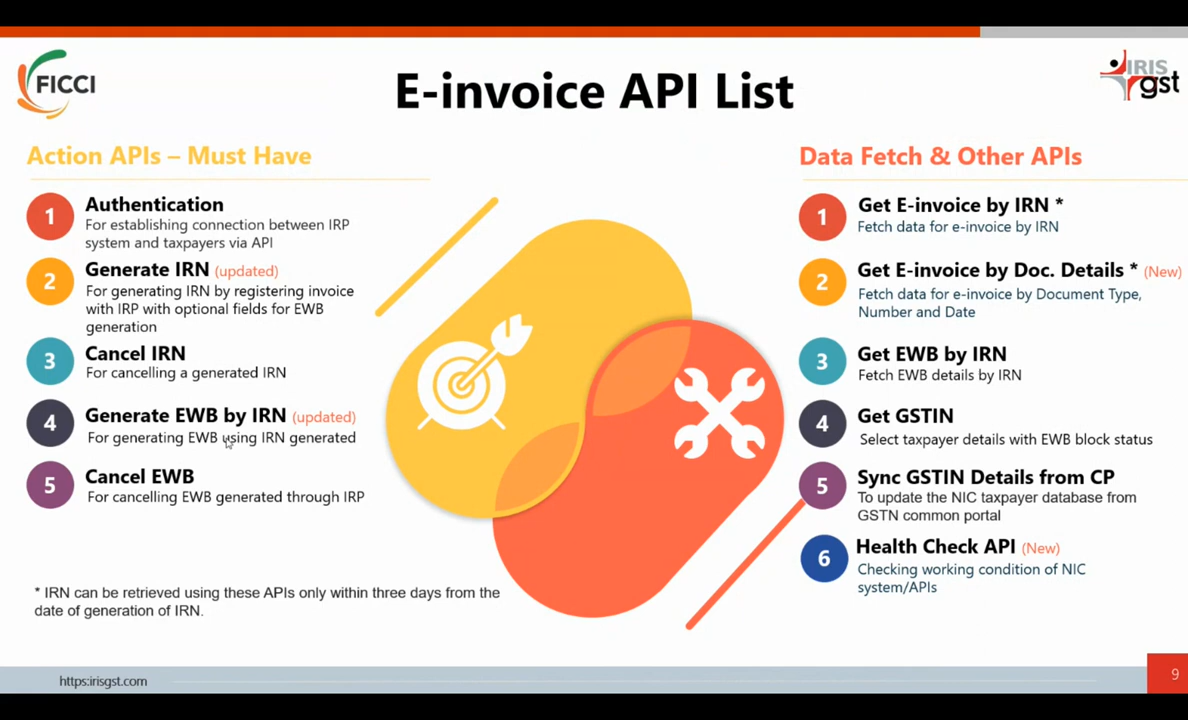 FICCI
E-invoice API List
IRIS
gst
Action APIs – Must Have
1
Authentication
For establishing connection between IRP
system and taxpayers via API
2
Generate IRN (updated)
For generating IRN by registering invoice
with IRP with optional fields for EWB
generation
3
Cancel IRN
For cancelling a generated IRN
4
Generate EWB by IRN (updated)
For generating EWB using IRN generated
5
Cancel EWB
For cancelling EWB generated through IRP
* IRN can be retrieved using these APIs only within three days from the
date of generation of IRN.
Data Fetch & Other APIs
1
Get E-invoice by IRN *
Fetch data for e-invoice by IRN
2
Get E-invoice by Doc. Details * (New)
Fetch data for e-invoice by Document Type,
Number and Date
3
Get EWB by IRN
Fetch EWB details by IRN
4
Get GSTIN
Select taxpayer details with EWB block status
5
Sync GSTIN Details from CP
To update the NIC taxpayer database from
GSTN common portal
6
Health Check API (New)
Checking working condition of NIC
system/APIs
https:irisgst.com
9